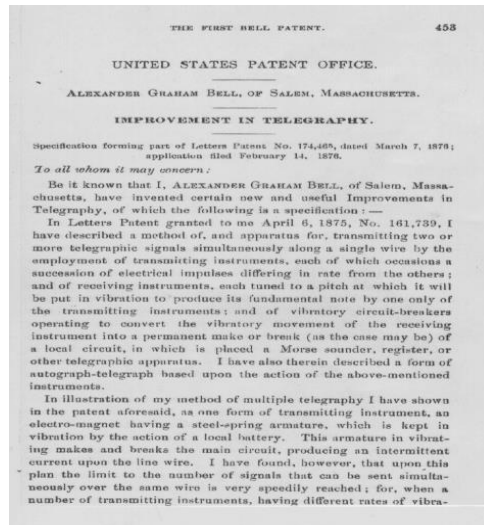 THE FIRST BELL PATENT. 453
UNITED STATES PATENT OFFICE.
ALEXANDER GRAHAM BELL, OF SALEM, MASSACHUSETTS.
IMPROVEMENT IN TELEGRAPHY.
Specification forming part of Letters Patent No. 174,465, dated March 7, 1876;
application filed February 14, 1876.
To all whom it may concern:
Be it known that I, ALEXANDER GRAHAM BELL, of Salem, Massa-
chusetts, have invented certain new and useful Improvements in
Telegraphy, of which the following is a specification: —
In Letters Patent granted to me April 6, 1875, No. 161,739, I
have described a method of, and apparatus for, transmitting two or
more telegraphic signals simultaneously along a single wire by the
employment of transmitting instruments, each of which occasions a
succession of electrical impulses differing in rate from the others;
and of receiving instruments, each tuned to a pitch at which it will
be put in vibration to produce its fundamental note by one only of
the transmitting instruments; and of vibratory circuit-breakers
operating to convert the vibratory movement of the receiving
instrument into a permanent make or break (as the case may be) of
a local circuit, in which is placed a Morse sounder, register, or
other telegraphic apparatus. I have also therein described a form of
autograph-telegraph based upon the action of the above-mentioned
instruments.
In illustration of my method of multiple telegraphy I have shown
in the patent aforesaid, as one form of transmitting instrument, an
electro-magnet having a steel-spring armature, which is kept in
vibration by the action of a local battery. This armature in vibrat-
ing makes and breaks the main circuit, producing an intermittent
current upon the line wire. I have found, however, that upon this
plan the limit to the number of signals that can be sent simulta-
neously over the same wire is very speedily reached; for, when a
number of transmitting instruments, having different rates of vibra-